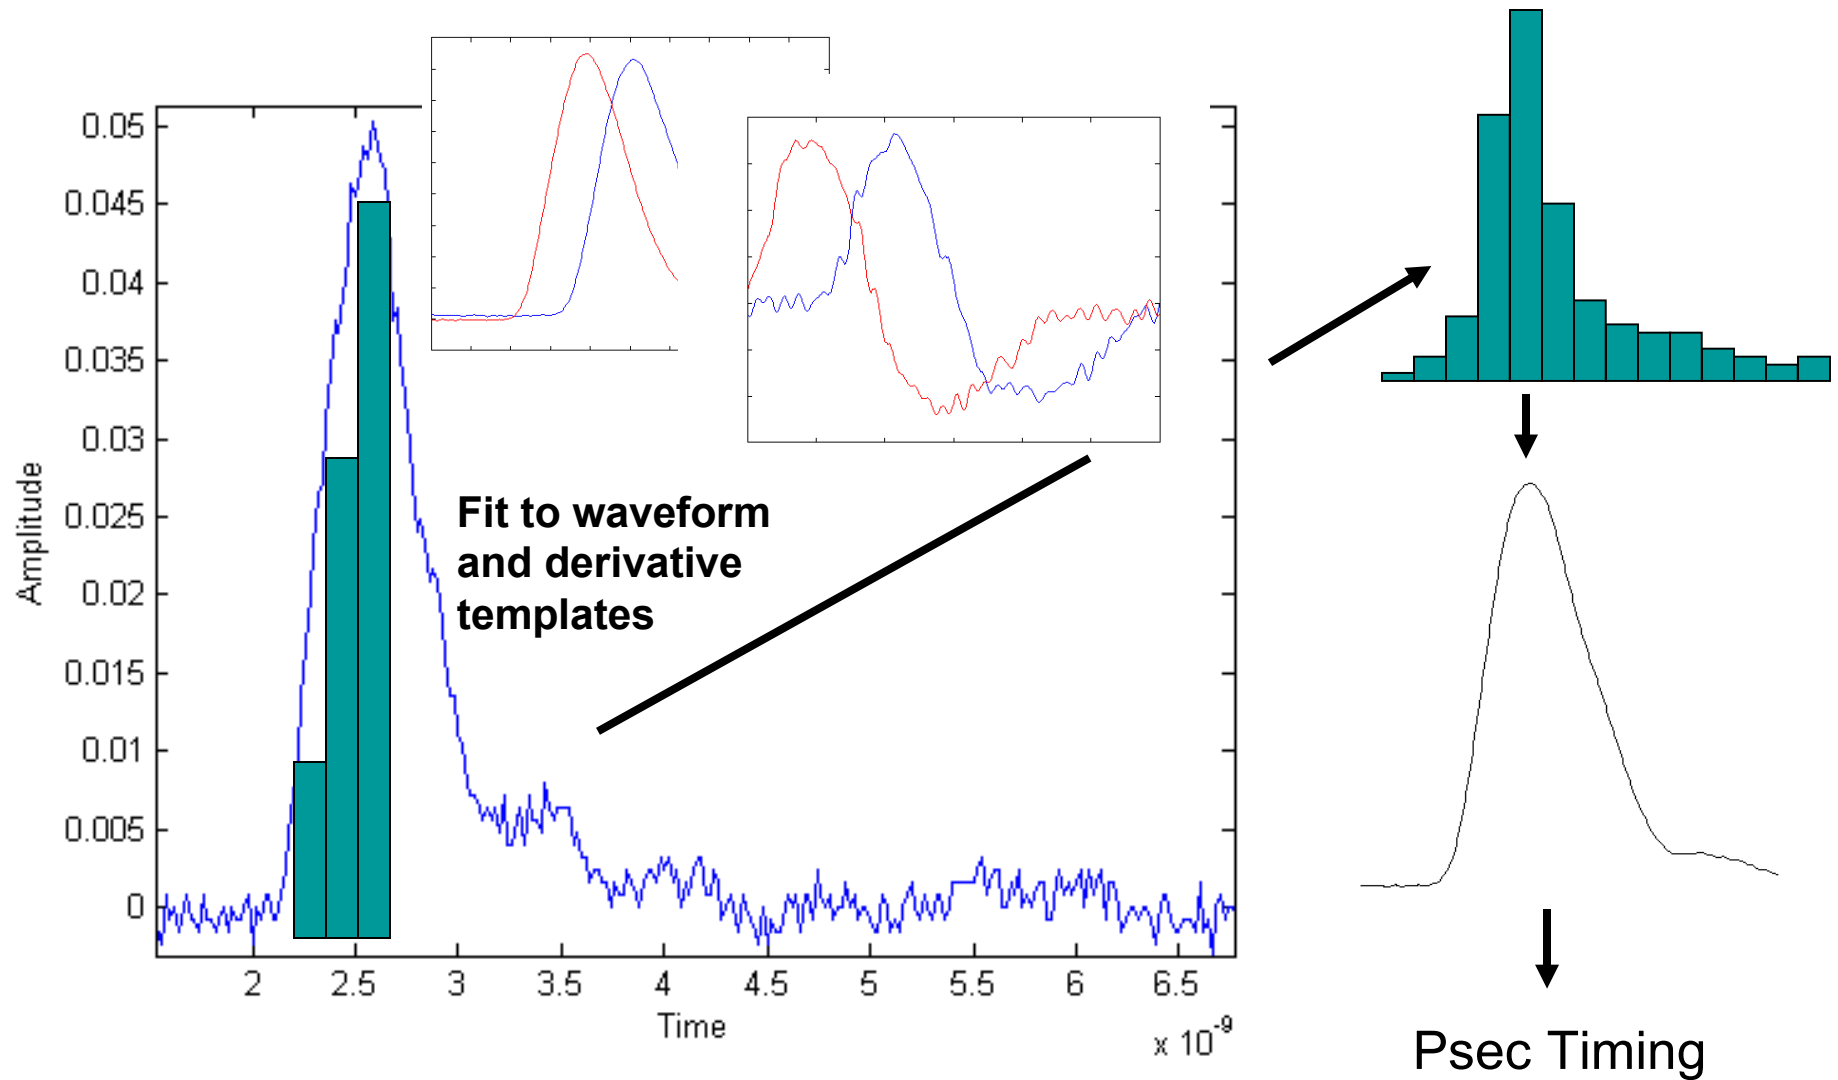 0.05
0.045
0.04
0.035
0.03
0.025
0.02
0.015
0.01
0.005
0
Amplitude
Fit to waveform
and derivative
templates
2 2.5 3 3.5 4 4.5 5 5.5 6 6.5
Time
x 10⁻⁹
Psec Timing